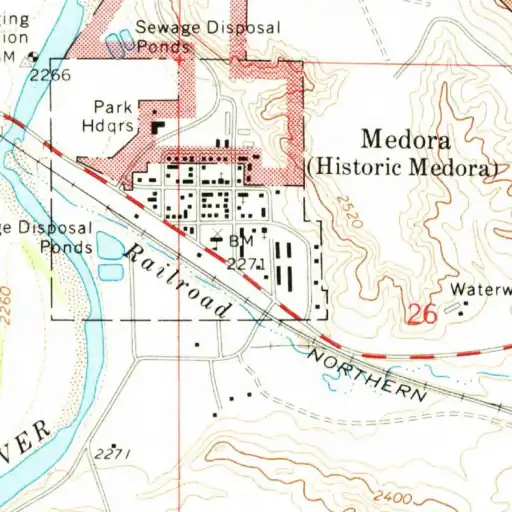 Sewage Disposal
Ponds
2266
Park
Hdqrs
Medora
(Historic Medora)
2520
Disposal
Ponds
BM
2271
Railroad
Waterw
26
2260
NORTHERN
VER
2271
2400